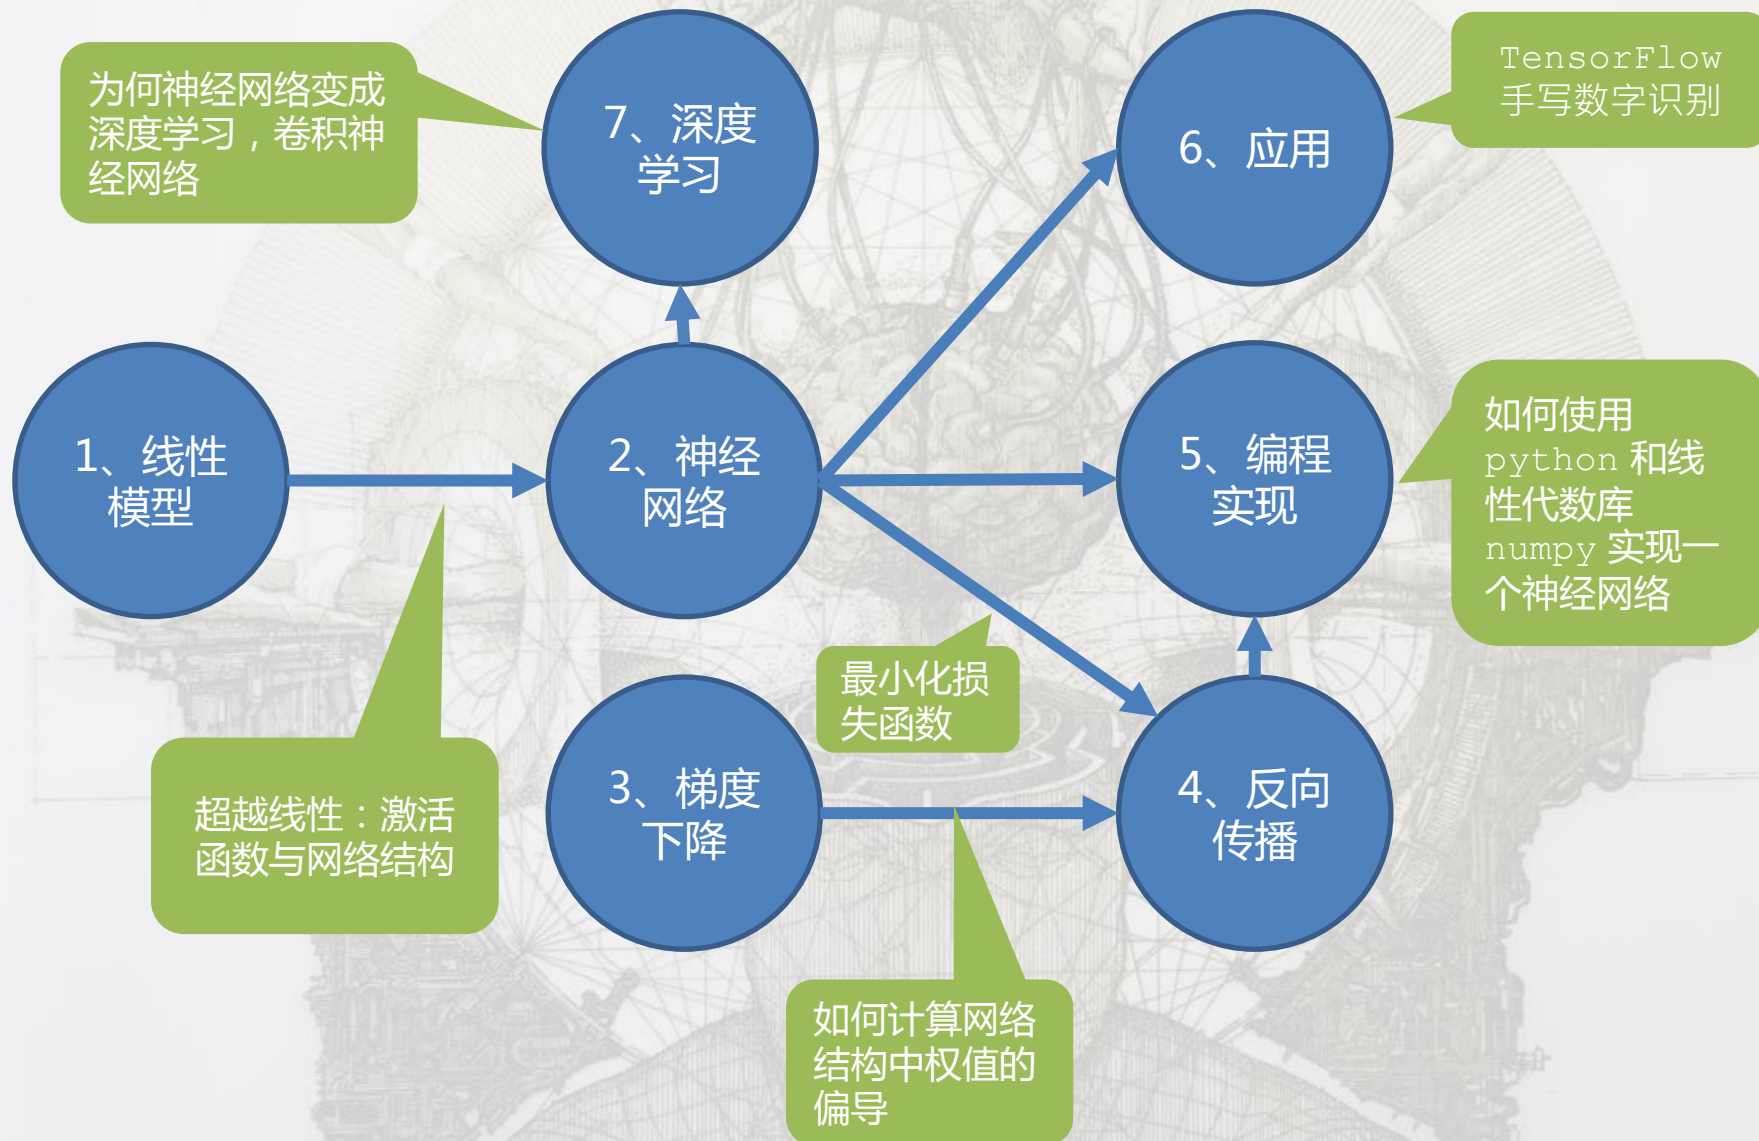 为何神经网络变成
深度学习，卷积神
经网络
7、深度
学习
6、应用
TensorFlow
手写数字识别
1、线性
模型
2、神经
网络
5、编程
实现
如何使用
python 和线
性代数库
numpy 实现一
个神经网络
最小化损
失函数
超越线性：激活
函数与网络结构
3、梯度
下降
4、反向
传播
如何计算网络
结构中权值的
偏导